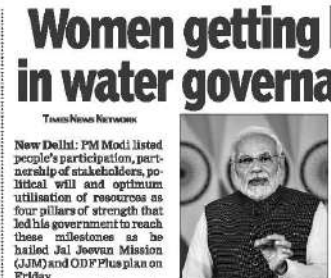 Women getting
in water governa
TIMES NEWS NETWORK
New Delhi: PM Modi listed
people's participation, part-
nership of stakeholders, po-
litical will and optimum
utilisation of resources as
four pillars of strength that
led his government to reach
these milestones as he
hailed Jal Jeevan Mission
(JJM) and ODF Plus plan on
Friday